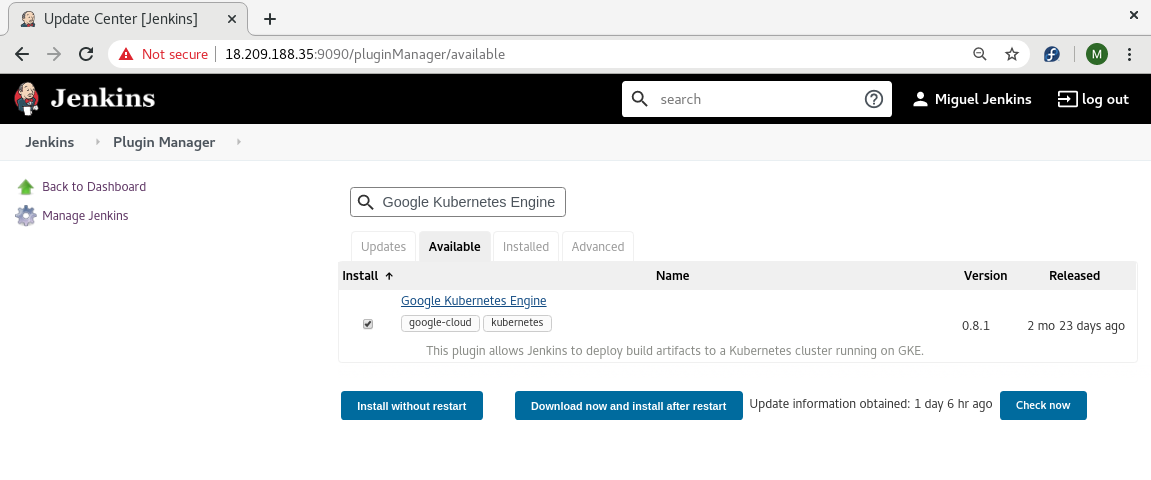 Update Center [Jenkins]
Not secure | 18.209.188.35:9090/pluginManager/available
M
Jenkins
search
Miguel Jenkins
log out
Jenkins
Plugin Manager
Back to Dashboard
Manage Jenkins
Google Kubernetes Engine
Updates
Available
Installed
Advanced
Install ↑ Name Version Released
Google Kubernetes Engine
google-cloud kubernetes
0.8.1 2 mo 23 days ago
This plugin allows Jenkins to deploy build artifacts to a Kubernetes cluster running on GKE.
Install without restart
Download now and install after restart
Update information obtained: 1 day 6 hr ago
Check now